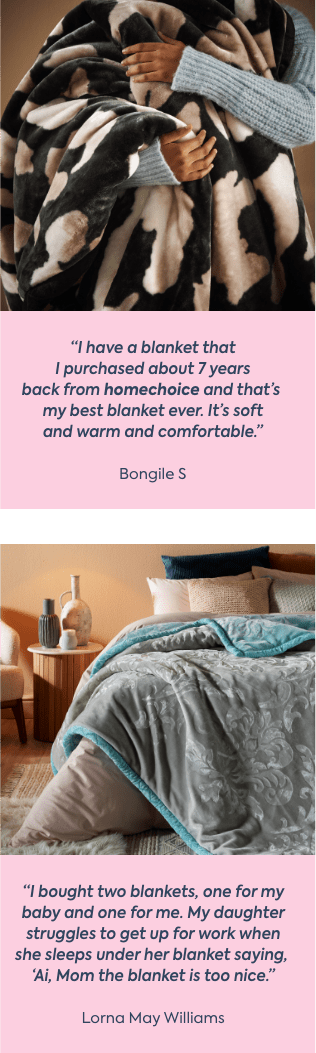 “I have a blanket that
I purchased about 7 years
back from homechoice and that’s
my best blanket ever. It’s soft
and warm and comfortable.”
Bongile S
“I bought two blankets, one for my
baby and one for me. My daughter
struggles to get up for work when
she sleeps under her blanket saying,
‘Ai, Mom the blanket is too nice.”
Lorna May Williams